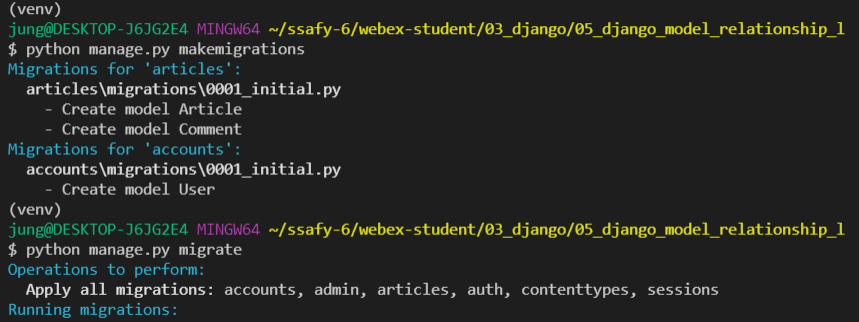 (venv)
jung@DESKTOP-J6JG2E4 MINGW64 ~/ssafy-6/webex-student/03_django/05_django_model_relationship_l
$ python manage.py makemigrations
Migrations for 'articles':
  articles\migrations\0001_initial.py
    - Create model Article
    - Create model Comment
Migrations for 'accounts':
  accounts\migrations\0001_initial.py
    - Create model User
(venv)
jung@DESKTOP-J6JG2E4 MINGW64 ~/ssafy-6/webex-student/03_django/05_django_model_relationship_l
$ python manage.py migrate
Operations to perform:
  Apply all migrations: accounts, admin, articles, auth, contenttypes, sessions
Running migrations: